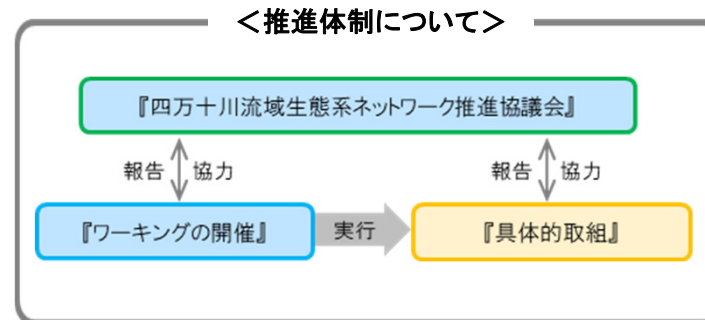 ＜推進体制について＞
『四万十川流域生態系ネットワーク推進協議会』
報告 協力
報告 協力
『ワーキングの開催』
実行
『具体的取組』